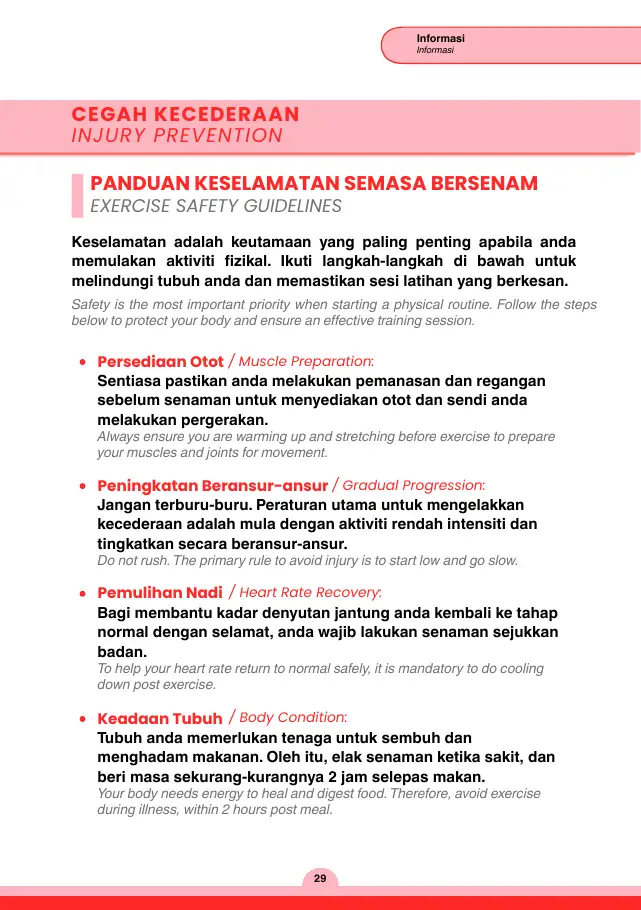 Informasi
Informasi
CEGAH KECEDERAAN
INJURY PREVENTION
PANDUAN KESELAMATAN SEMASA BERSENAM
EXERCISE SAFETY GUIDELINES
Keselamatan adalah keutamaan yang paling penting apabila anda
memulakan aktiviti fizikal. Ikuti langkah-langkah di bawah untuk
melindungi tubuh anda dan memastikan sesi latihan yang berkesan.
Safety is the most important priority when starting a physical routine. Follow the steps
below to protect your body and ensure an effective training session.
• Persediaan Otot / Muscle Preparation:
Sentiasa pastikan anda melakukan pemanasan dan regangan
sebelum senaman untuk menyediakan otot dan sendi anda
melakukan pergerakan.
Always ensure you are warming up and stretching before exercise to prepare
your muscles and joints for movement.
• Peningkatan Beransur-ansur / Gradual Progression:
Jangan terburu-buru. Peraturan utama untuk mengelakkan
kecederaan adalah mula dengan aktiviti rendah intensiti dan
tingkatkan secara beransur-ansur.
Do not rush. The primary rule to avoid injury is to start low and go slow.
• Pemulihan Nadi / Heart Rate Recovery:
Bagi membantu kadar denyutan jantung anda kembali ke tahap
normal dengan selamat, anda wajib lakukan senaman sejukkan
badan.
To help your heart rate return to normal safely, it is mandatory to do cooling
down post exercise.
• Keadaan Tubuh / Body Condition:
Tubuh anda memerlukan tenaga untuk sembuh dan
menghadam makanan. Oleh itu, elak senaman ketika sakit, dan
beri masa sekurang-kurangnya 2 jam selepas makan.
Your body needs energy to heal and digest food. Therefore, avoid exercise
during illness, within 2 hours post meal.
29